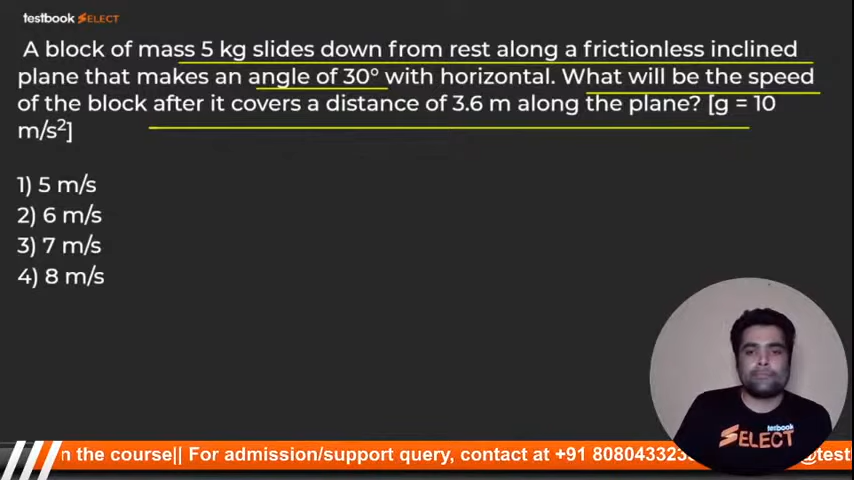 testbook SELECT
A block of mass 5 kg slides down from rest along a frictionless inclined
plane that makes an angle of 30° with horizontal. What will be the speed
of the block after it covers a distance of 3.6 m along the plane? [g = 10
m/s²]
1) 5 m/s
2) 6 m/s
3) 7 m/s
4) 8 m/s
testbook
SELECT
n the course|| For admission/support query, contact at +91 80804332
@test